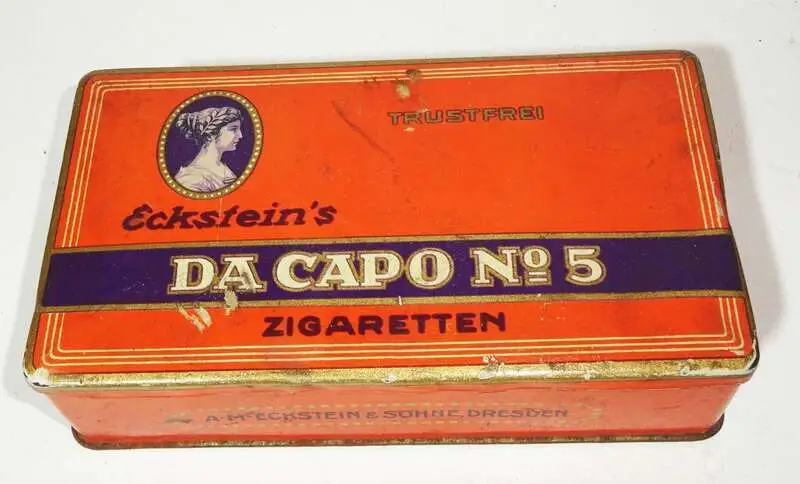 TRUSTFREI
Eckstein's
DA CAPO No 5
ZIGARETTEN
A.M. ECKSTEIN & SÖHNE, DRESDEN